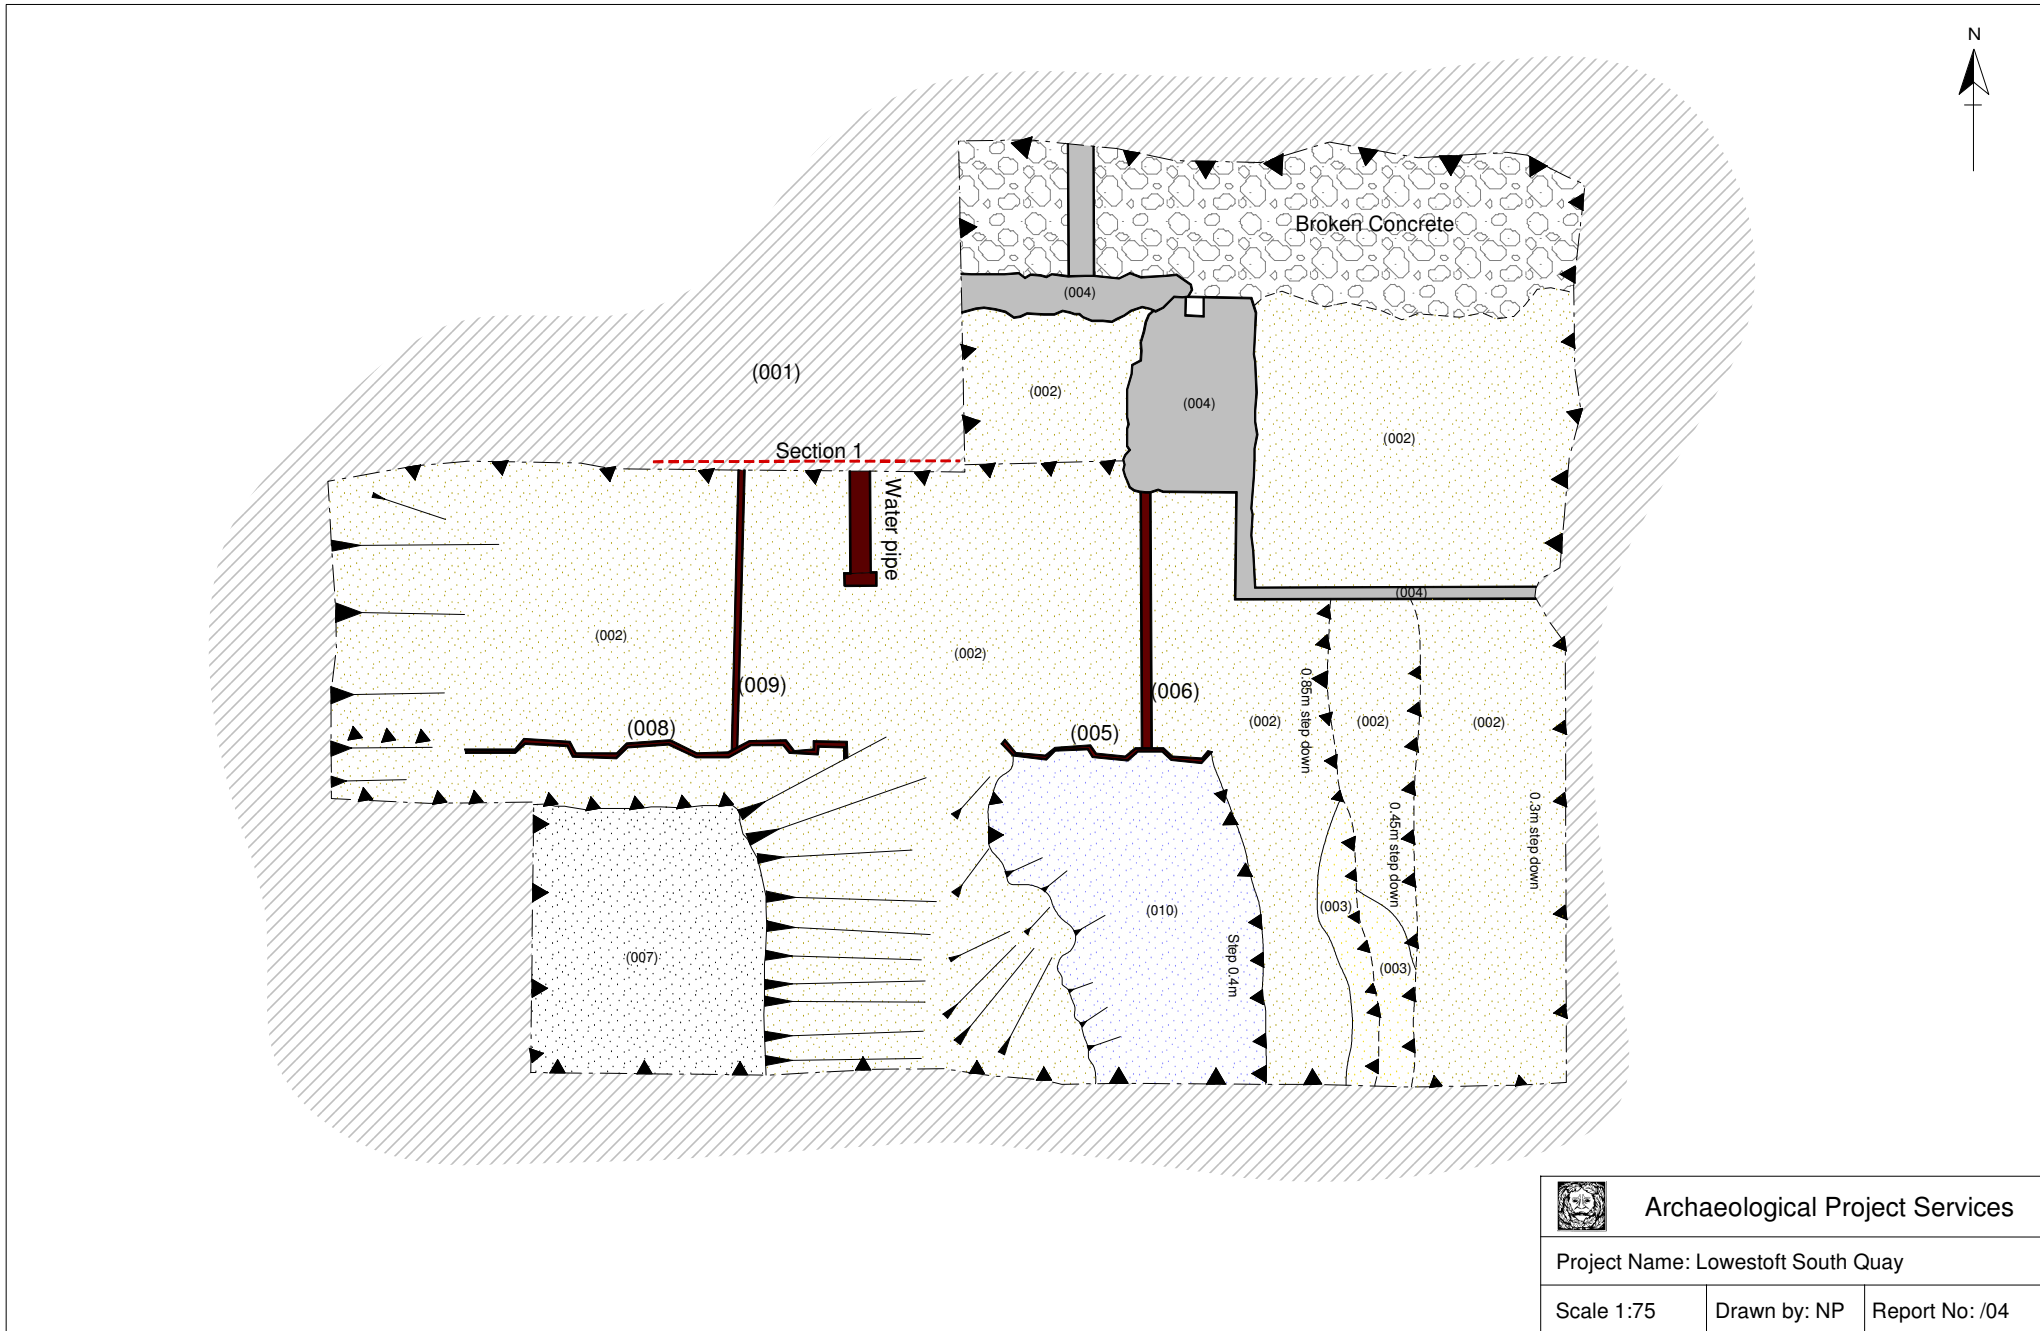 N
Broken Concrete
(004)
(001)
(002)
(004)
(002)
Section 1
Water pipe
(004)
(002)
(002)
(009)
(006)
0.85m step down
(008)
(005)
(002)
(002)
(002)
0.45m step down
0.3m step down
(003)
(010)
(007)
Step 0.4m
(003)
Archaeological Project Services
Project Name: Lowestoft South Quay
Scale 1:75
Drawn by: NP
Report No: /04